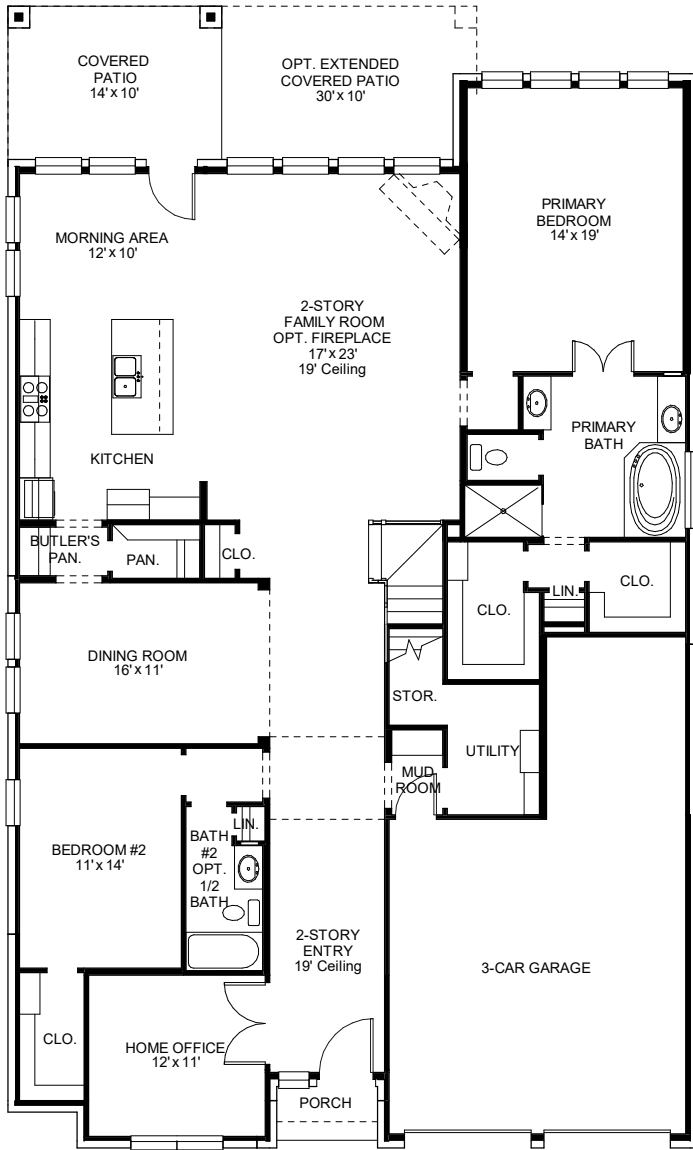 COVERED
PATIO
14' x 10'
OPT. EXTENDED
COVERED PATIO
30' x 10'
PRIMARY
BEDROOM
14' x 19'
MORNING AREA
12' x 10'
2-STORY
FAMILY ROOM
OPT. FIREPLACE
17' x 23'
19' Ceiling
PRIMARY
BATH
KITCHEN
BUTLER'S
PAN.
PAN.
CLO.
CLO.
LIN.
CLO.
DINING ROOM
16' x 11'
STOR.
UTILITY
MUD
ROOM
BEDROOM #2
11' x 14'
LIN.
BATH
#2
OPT.
1/2
BATH
2-STORY
ENTRY
19' Ceiling
3-CAR GARAGE
CLO.
HOME OFFICE
12' x 11'
PORCH